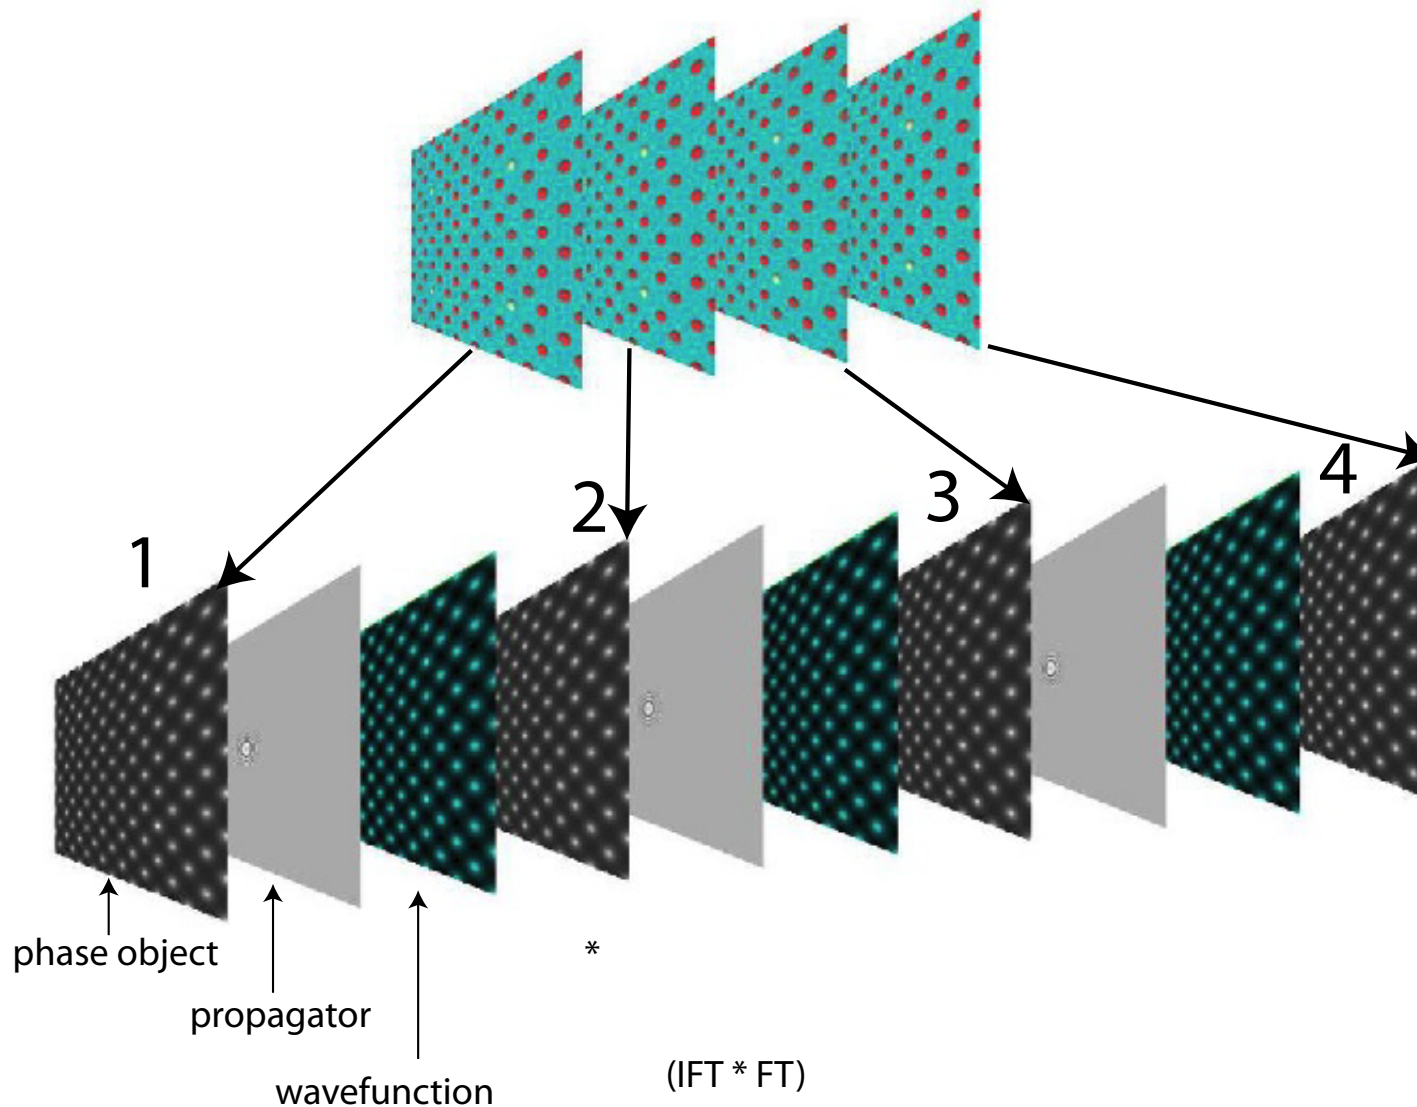 1
2
3
4
phase object
*
propagator
wavefunction
(IFT * FT)